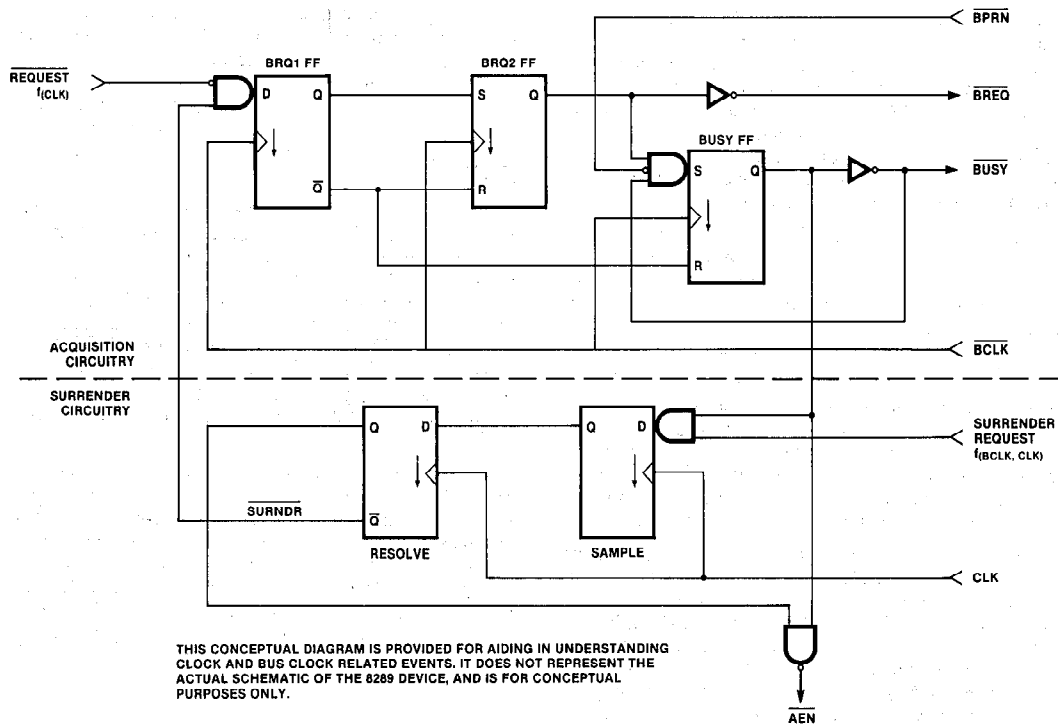 BPRN
REQUEST
f(CLK)
BRQ1 FF
BRQ2 FF
D Q
S Q
BREQ
BUSY FF
S Q
BUSY
Q
R
R
ACQUISITION
CIRCUITRY
BCLK
SURRENDER
CIRCUITRY
Q D
Q D
SURRENDER
REQUEST
f(BCLK, CLK)
SURNDR
Q
RESOLVE
SAMPLE
CLK
THIS CONCEPTUAL DIAGRAM IS PROVIDED FOR AIDING IN UNDERSTANDING
CLOCK AND BUS CLOCK RELATED EVENTS. IT DOES NOT REPRESENT THE
ACTUAL SCHEMATIC OF THE 8289 DEVICE, AND IS FOR CONCEPTUAL
PURPOSES ONLY.
AEN